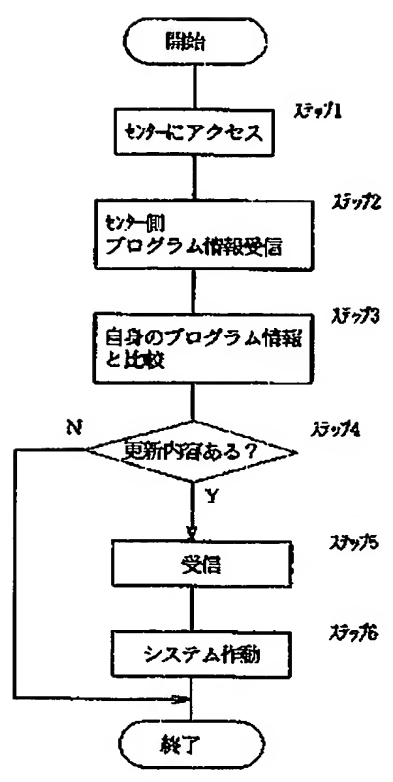 開始
ステップ1
センターにアクセス
ステップ2
センター側
プログラム情報受信
ステップ3
自身のプログラム情報
と比較
ステップ4
N
更新内容ある？
Y
ステップ5
受信
ステップ6
システム作動
終了